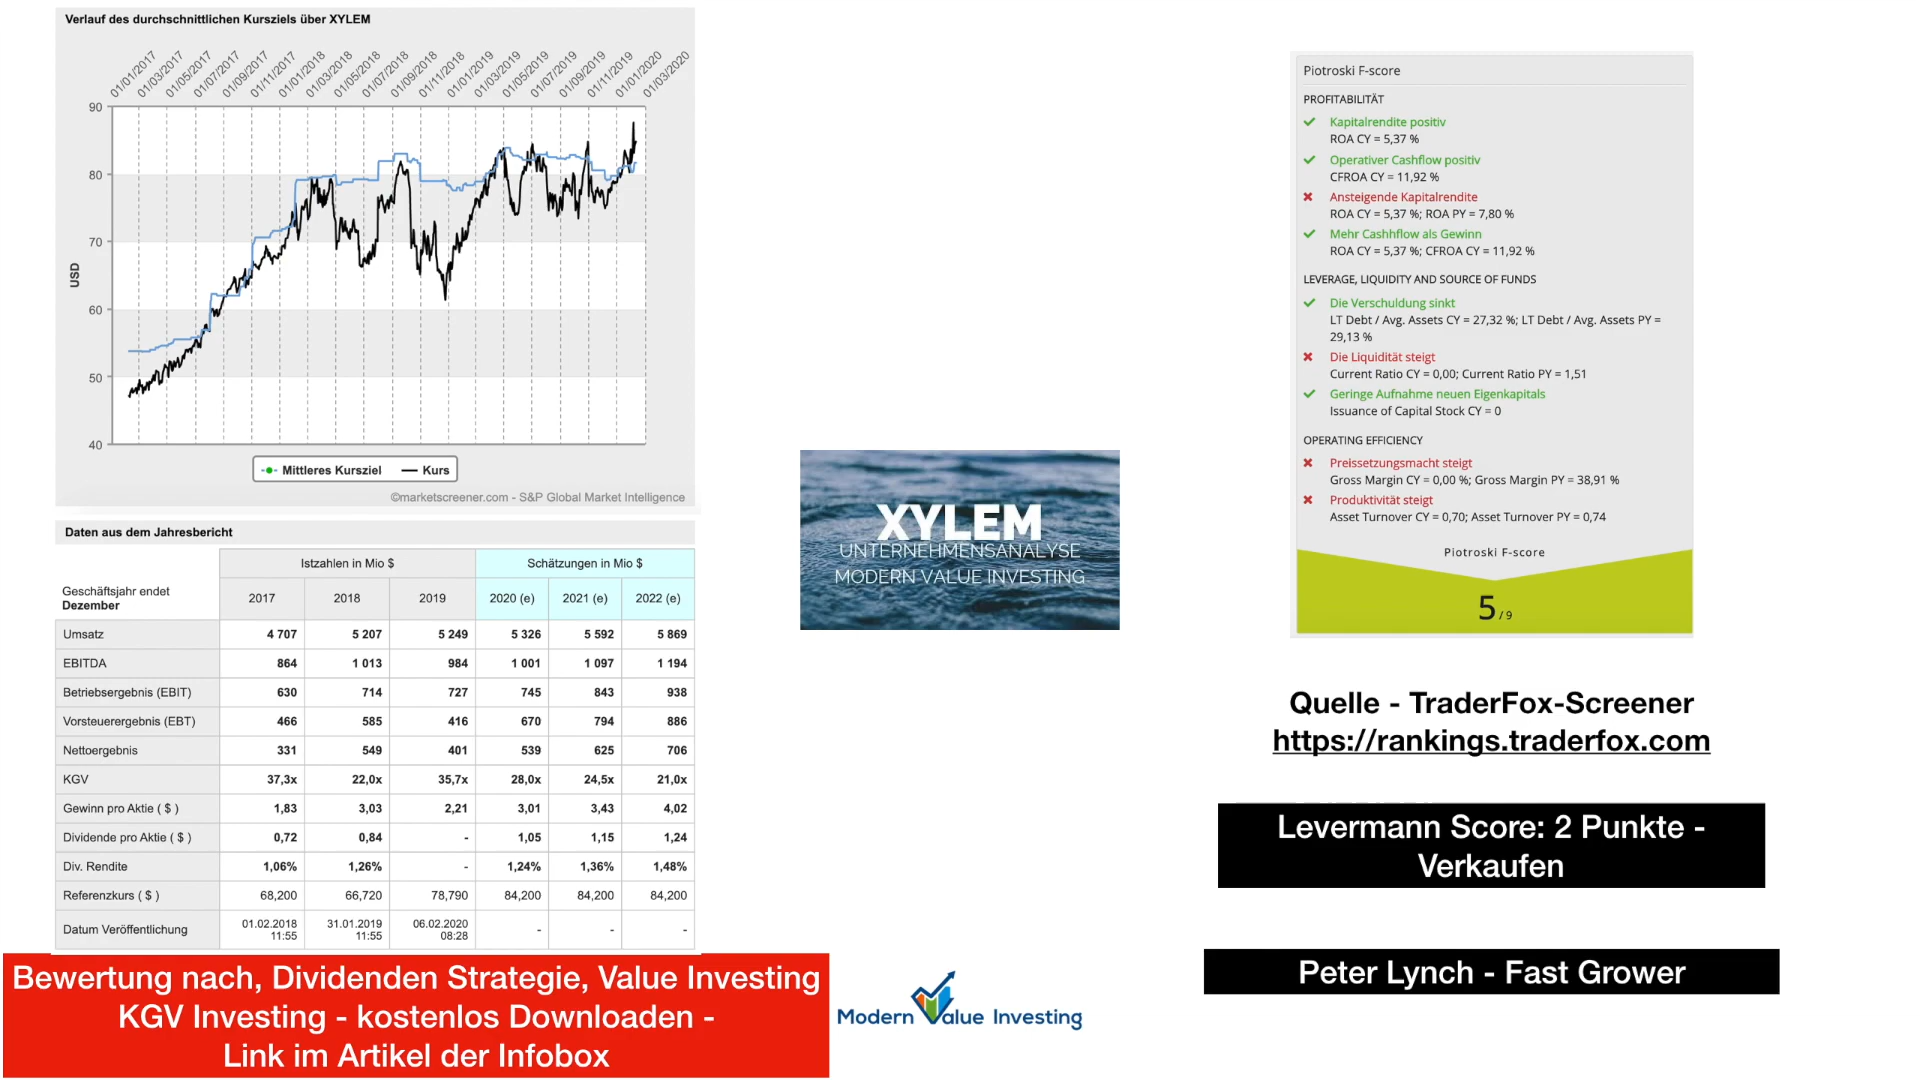 Verlauf des durchschnittlichen Kursziels über XYLEM
01/01/2017
01/03/2017
01/05/2017
01/07/2017
01/09/2017
01/11/2017
01/01/2018
01/03/2018
01/05/2018
01/07/2018
01/09/2018
01/11/2018
01/01/2019
01/03/2019
01/05/2019
01/07/2019
01/09/2019
01/11/2019
01/01/2020
01/03/2020
90
80
70
60
50
40
USD
Mittleres Kursziel Kurs
©marketscreener.com - S&P Global Market Intelligence
Daten aus dem Jahresbericht
Istzahlen in Mio $ Schätzungen in Mio $
Geschäftsjahr endet
Dezember
2017 2018 2019 2020 (e) 2021 (e) 2022 (e)
Umsatz 4 707 5 207 5 249 5 326 5 592 5 869
EBITDA 864 1 013 984 1 001 1 097 1 194
Betriebsergebnis (EBIT) 630 714 727 745 843 938
Vorsteuerergebnis (EBT) 466 585 416 670 794 886
Nettoergebnis 331 549 401 539 625 706
KGV 37,3x 22,0x 35,7x 28,0x 24,5x 21,0x
Gewinn pro Aktie ( $ ) 1,83 3,03 2,21 3,01 3,43 4,02
Dividende pro Aktie ( $ ) 0,72 0,84 - 1,05 1,15 1,24
Div. Rendite 1,06% 1,26% - 1,24% 1,36% 1,48%
Referenzkurs ( $ ) 68,200 66,720 78,790 84,200 84,200 84,200
Datum Veröffentlichung 01.02.2018 11:55 31.01.2019 11:55 06.02.2020 08:28 - - -
Bewertung nach, Dividenden Strategie, Value Investing
KGV Investing - kostenlos Downloaden -
Link im Artikel der Infobox
XYLEM
UNTERNEHMENSANALYSE
MODERN VALUE INVESTING
Modern Value Investing
Piotroski F-score
PROFITABILITÄT
Kapitalrendite positiv
ROA CY = 5,37 %
Operativer Cashflow positiv
CFROA CY = 11,92 %
Ansteigende Kapitalrendite
ROA CY = 5,37 %; ROA PY = 7,80 %
Mehr Cashhflow als Gewinn
ROA CY = 5,37 %; CFROA CY = 11,92 %
LEVERAGE, LIQUIDITY AND SOURCE OF FUNDS
Die Verschuldung sinkt
LT Debt / Avg. Assets CY = 27,32 %; LT Debt / Avg. Assets PY =
29,13 %
Die Liquidität steigt
Current Ratio CY = 0,00; Current Ratio PY = 1,51
Geringe Aufnahme neuen Eigenkapitals
Issuance of Capital Stock CY = 0
OPERATING EFFICIENCY
Preissetzungsmacht steigt
Gross Margin CY = 0,00 %; Gross Margin PY = 38,91 %
Produktivität steigt
Asset Turnover CY = 0,70; Asset Turnover PY = 0,74
Piotroski F-score
5 / 9
Quelle - TraderFox-Screener
https://rankings.traderfox.com
Levermann Score: 2 Punkte -
Verkaufen
Peter Lynch - Fast Grower